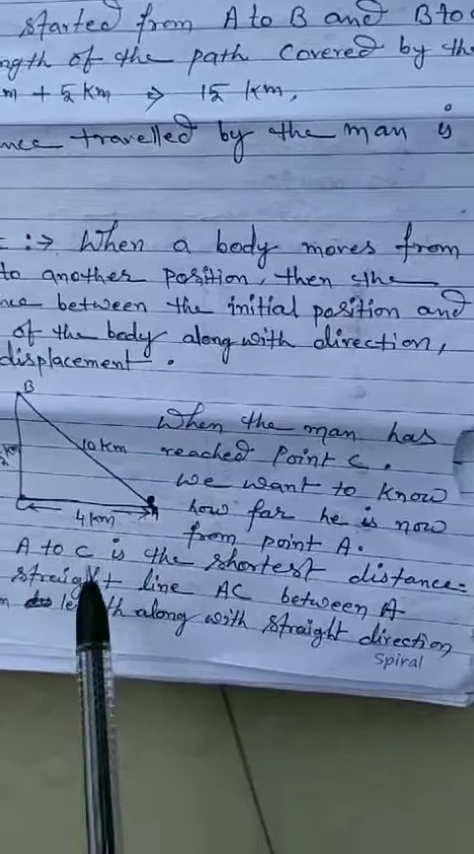 started from A to B and B to
ngth of the path covered by the
m + 5 km ⇒ 15 km,
nce travelled by the man is
:→ When a body moves from
to another position, then the
nce between the initial position and
of the body along with direction,
displacement.
B
When the man has
10 km reached Point C.
we want to know
how far he is now
4 km from point A.
A to C is the shortest distance=
straight line AC between A
along with straight direction
Spiral